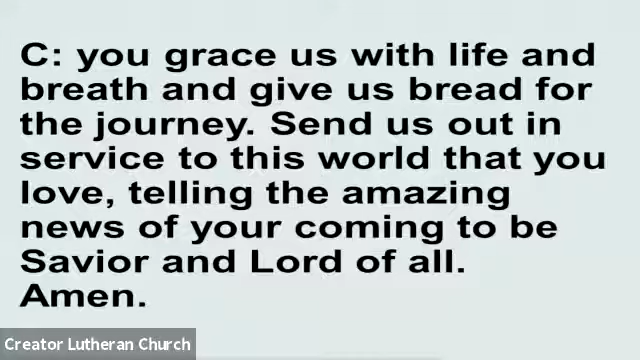 C: you grace us with life and
breath and give us bread for
the journey. Send us out in
service to this world that you
love, telling the amazing
news of your coming to be
Savior and Lord of all.
Amen.
Creator Lutheran Church